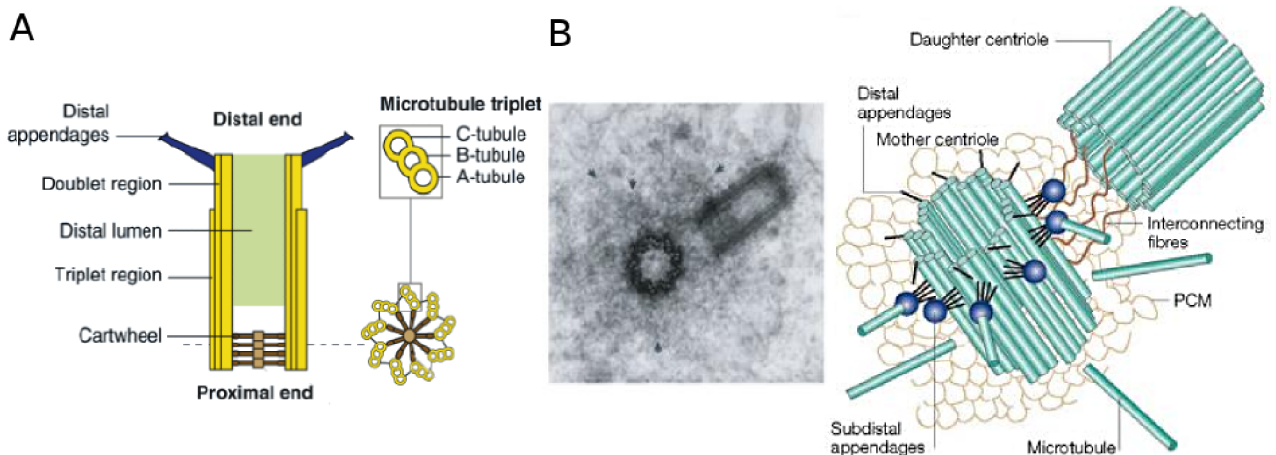 A
Distal
appendages
Distal end
Doublet region
Distal lumen
Triplet region
Cartwheel
Proximal end
Microtubule triplet
C-tubule
B-tubule
A-tubule
B
Daughter centriole
Distal
appendages
Mother centriole
Interconnecting
fibres
PCM
Subdistal
appendages
Microtubule